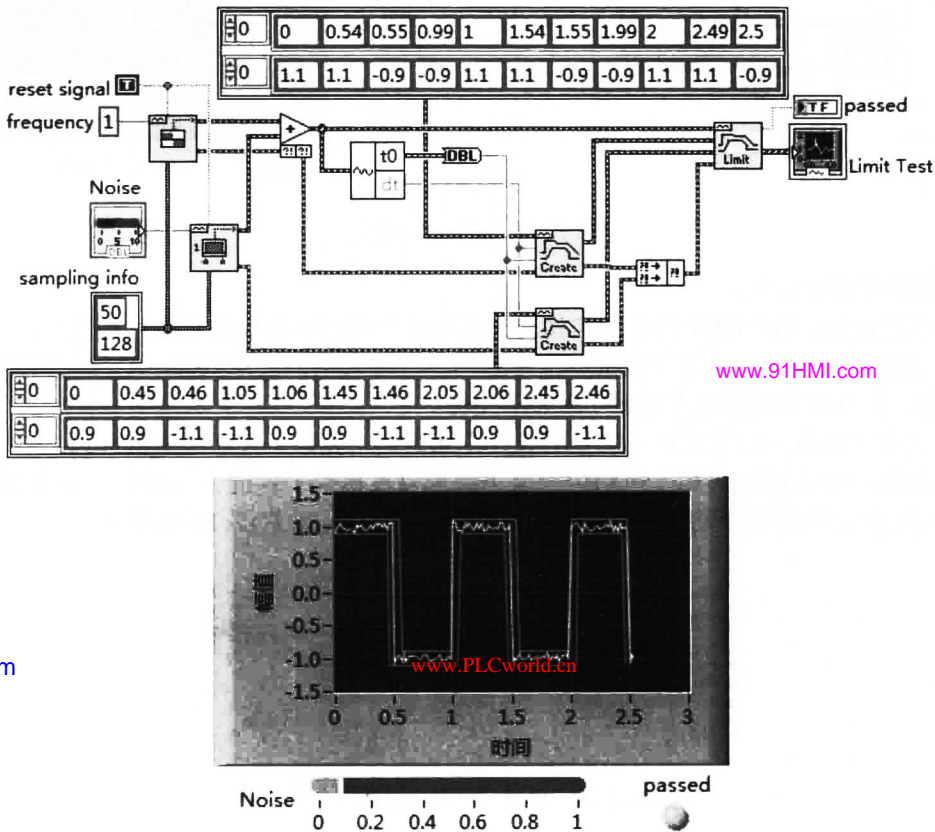 0 0 0.54 0.55 0.99 1 1.54 1.55 1.99 2 2.49 2.5
0 1.1 1.1 -0.9 -0.9 1.1 1.1 -0.9 -0.9 1.1 1.1 -0.9
reset signal T
TF passed
frequency 1
+
?! ?!
t0
DBL
dt
Limit
Limit Test
Noise
0 5 10
DBL
1
sampling info
50
128
Create
Create
www.91HMI.com
0 0 0.45 0.46 1.05 1.06 1.45 1.46 2.05 2.06 2.45 2.46
0 0.9 0.9 -1.1 -1.1 0.9 0.9 -1.1 -1.1 0.9 0.9 -1.1
1.5
1.0
0.5
0.0
-0.5
-1.0
-1.5
m
www.PLCworld.cn
0 0.5 1 1.5 2 2.5 3
时间
Noise
0 0.2 0.4 0.6 0.8 1
passed